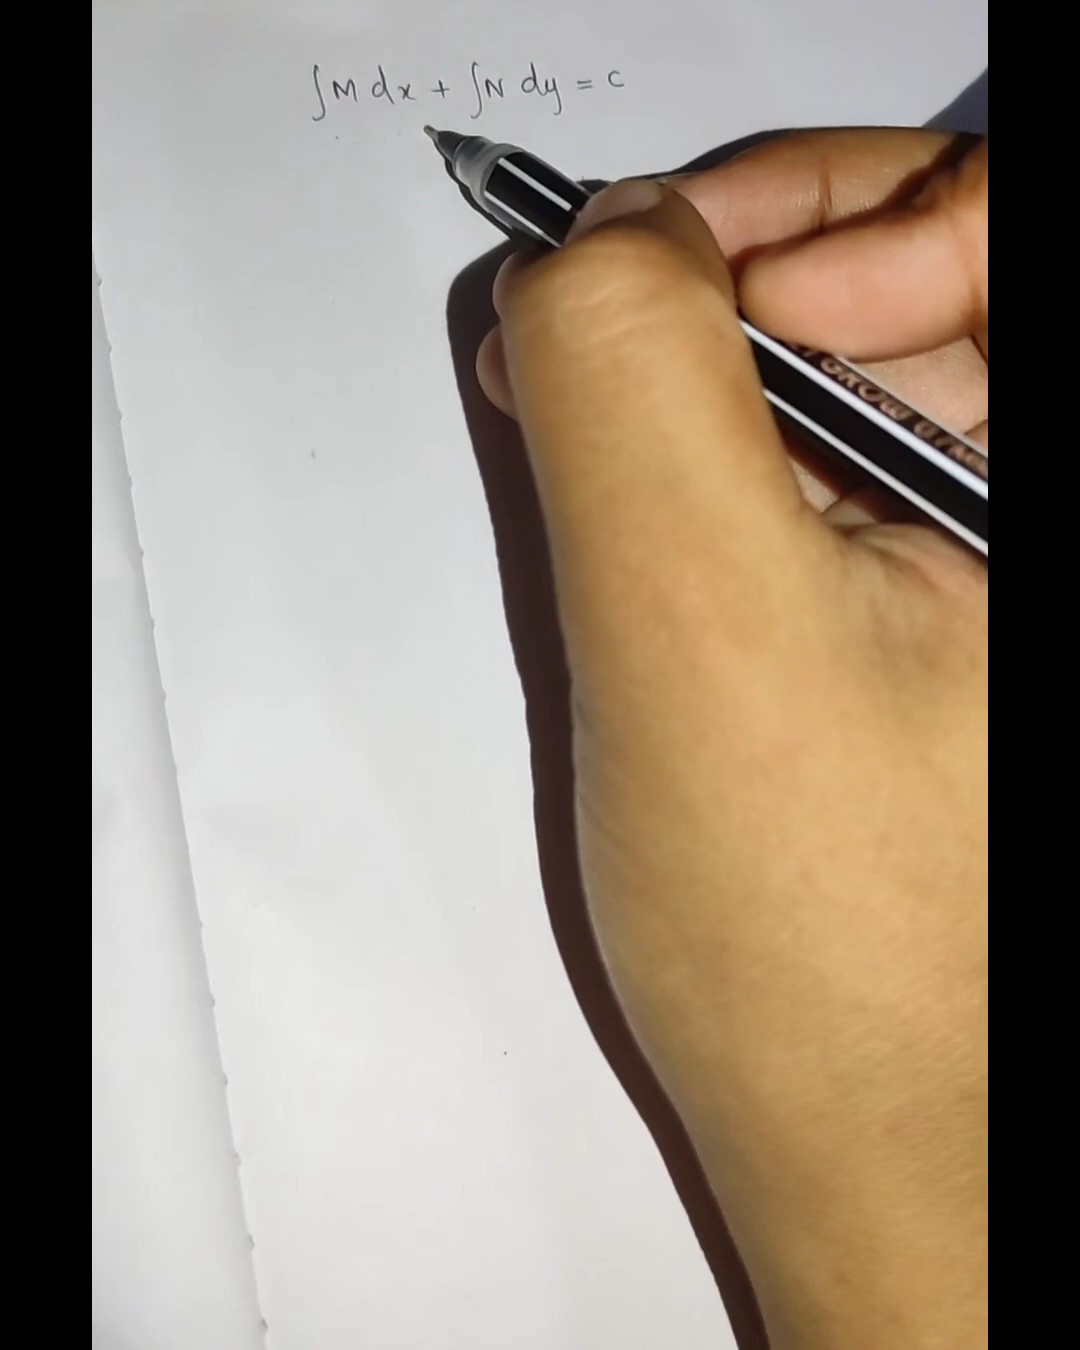 ∫M dx + ∫N dy = c